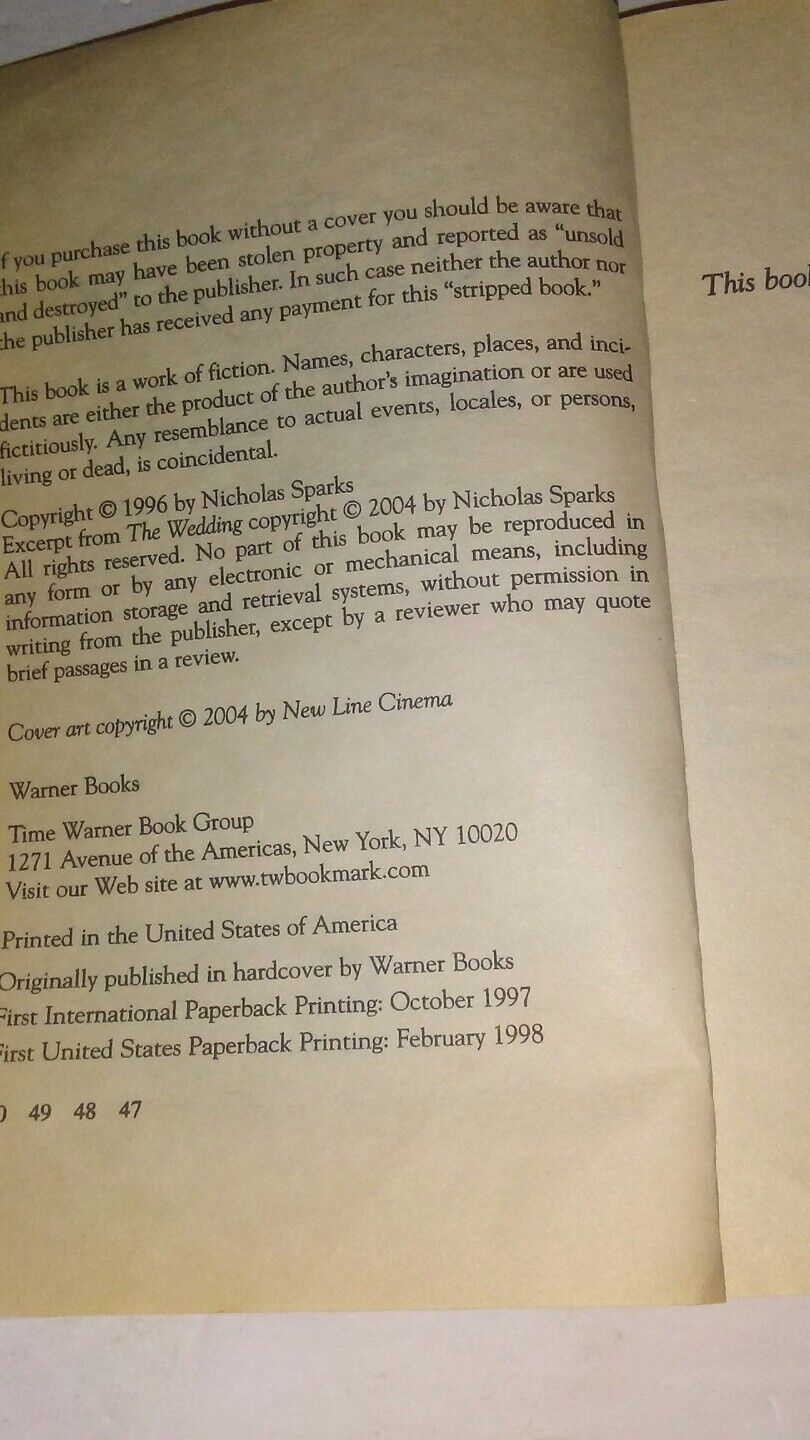 f you purchase this book without a cover you should be aware that
his book may have been stolen property and reported as “unsold
and destroyed” to the publisher. In such case neither the author nor
the publisher has received any payment for this “stripped book.”
This book is a work of fiction. Names, characters, places, and inci-
dents are either the product of the author's imagination or are used
fictitiously. Any resemblance to actual events, locales, or persons,
living or dead, is coincidental.
Copyright © 1996 by Nicholas Sparks
Excerpt from The Wedding copyright © 2004 by Nicholas Sparks
All rights reserved. No part of this book may be reproduced in
any form or by any electronic or mechanical means, including
information storage and retrieval systems, without permission in
writing from the publisher, except by a reviewer who may quote
brief passages in a review.
Cover art copyright © 2004 by New Line Cinema
Warner Books
Time Warner Book Group
1271 Avenue of the Americas, New York, NY 10020
Visit our Web site at www.twbookmark.com
Printed in the United States of America
Originally published in hardcover by Warner Books
First International Paperback Printing: October 1997
First United States Paperback Printing: February 1998
0 49 48 47
This book